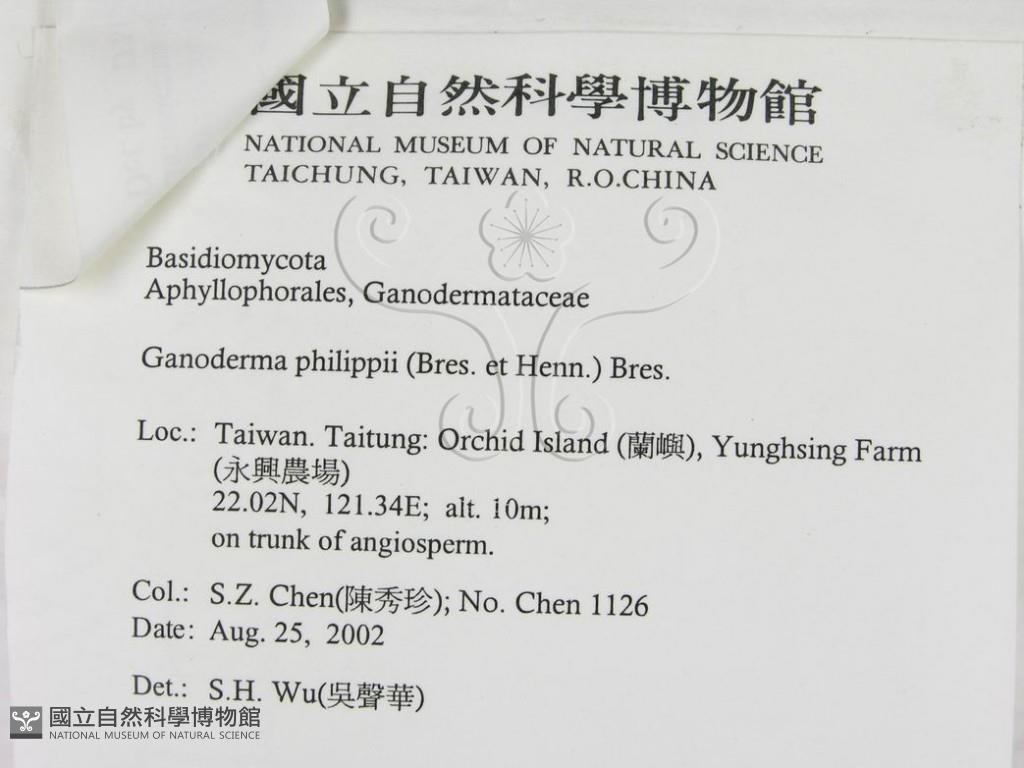 國立自然科學博物館
NATIONAL MUSEUM OF NATURAL SCIENCE
TAICHUNG, TAIWAN, R.O.CHINA
Basidiomycota
Aphyllophorales, Ganodermataceae
Ganoderma philippii (Bres. et Henn.) Bres.
Loc.: Taiwan. Taitung: Orchid Island (蘭嶼), Yunghsing Farm
(永興農場)
22.02N, 121.34E; alt. 10m;
on trunk of angiosperm.
Col.: S.Z. Chen(陳秀珍); No. Chen 1126
Date: Aug. 25, 2002
Det.: S.H. Wu(吳聲華)
國立自然科學博物館
NATIONAL MUSEUM OF NATURAL SCIENCE